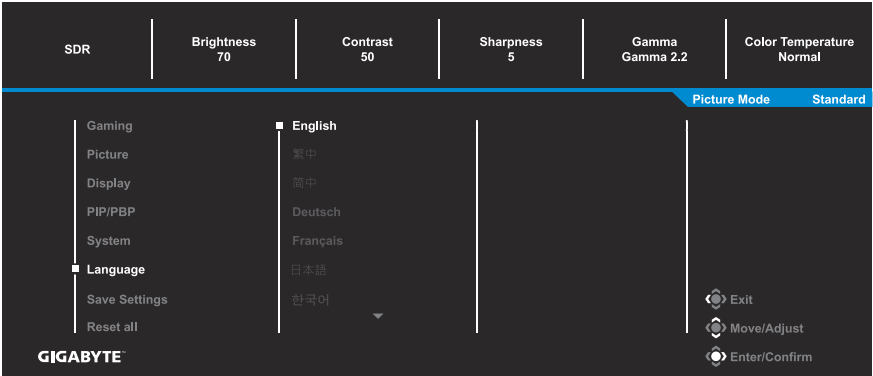 SDR
Brightness
70
Contrast
50
Sharpness
5
Gamma
Gamma 2.2
Color Temperature
Normal
Picture Mode Standard
Gaming
Picture
Display
PIP/PBP
System
Language
Save Settings
Reset all
English
繁中
简中
Deutsch
Français
日本語
한국어
Exit
Move/Adjust
Enter/Confirm
GIGABYTE™